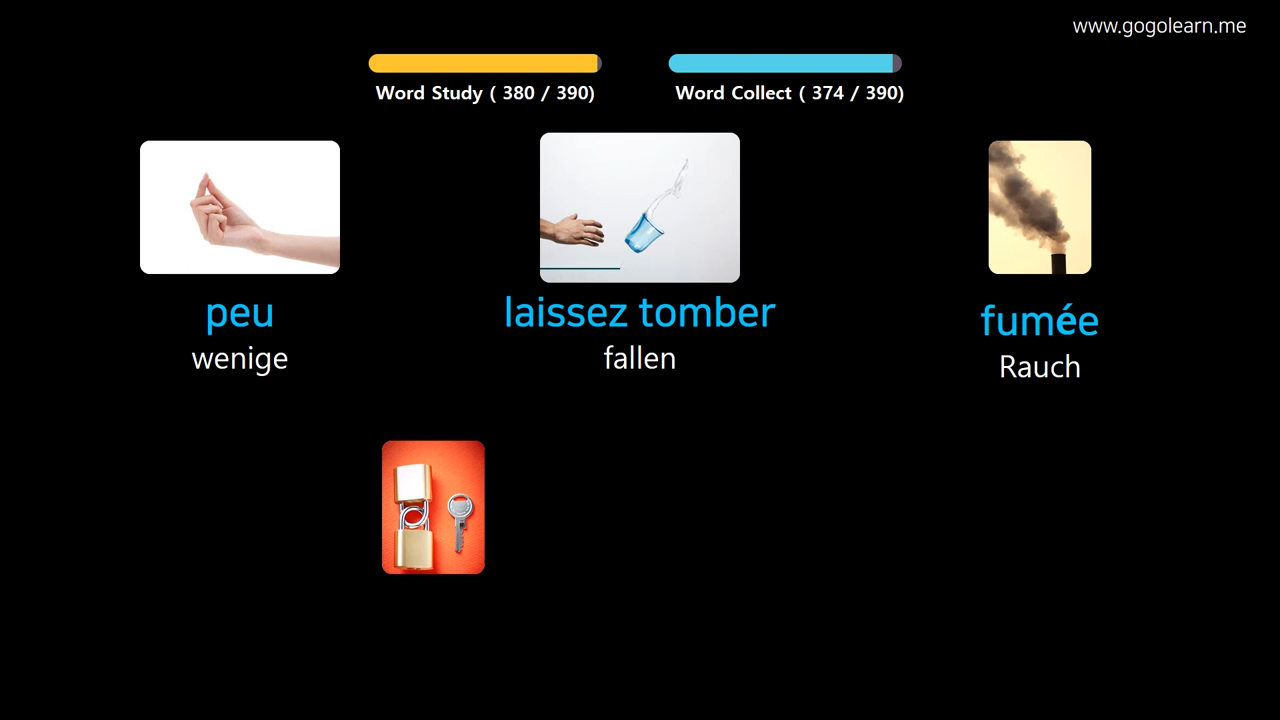 www.gogolearn.me
Word Study ( 380 / 390)
Word Collect ( 374 / 390)
peu
wenige
laissez tomber
fallen
fumée
Rauch